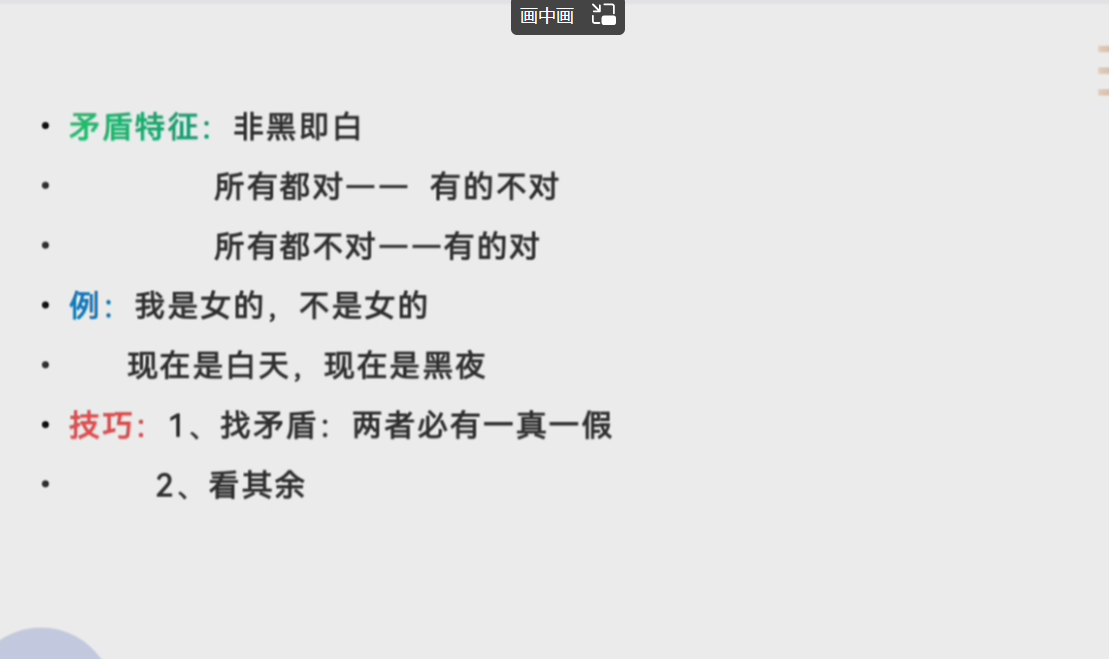 画中画
• 矛盾特征：非黑即白
• 所有都对—— 有的不对
• 所有都不对——有的对
• 例：我是女的，不是女的
• 现在是白天，现在是黑夜
• 技巧：1、找矛盾：两者必有一真一假
• 2、看其余